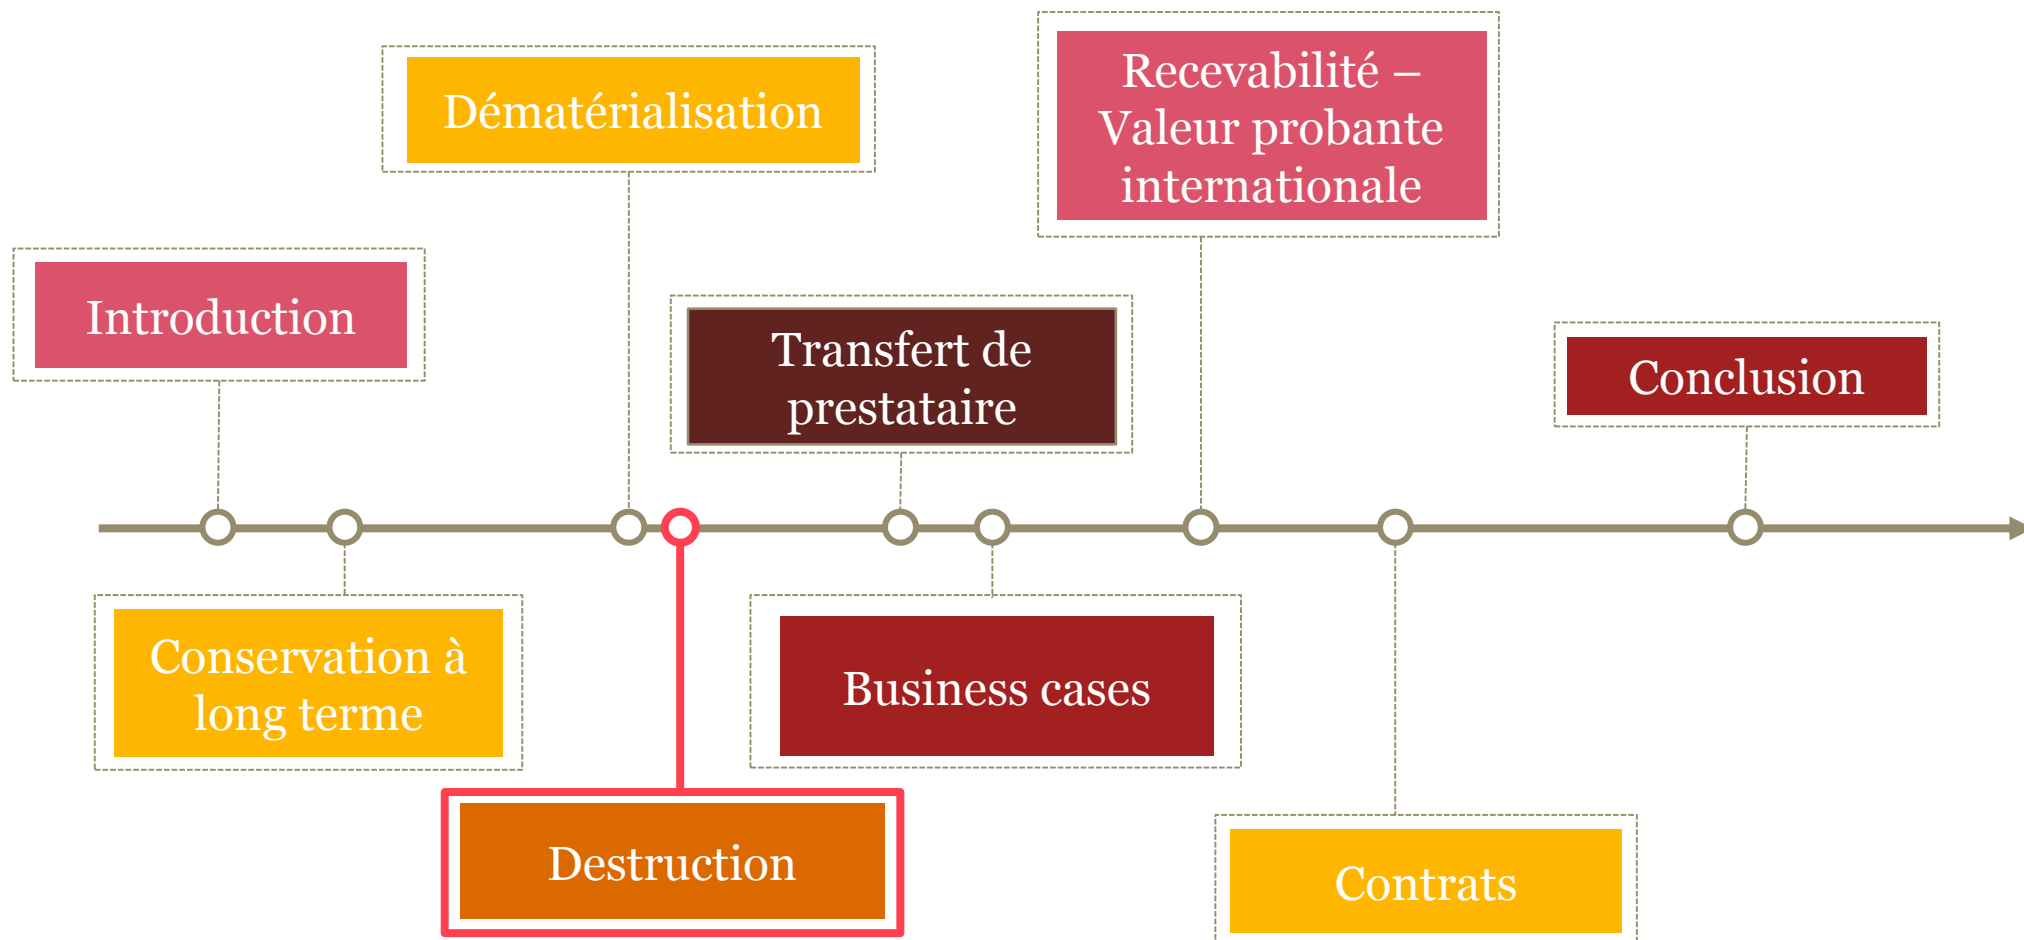 Introduction
Conservation à
long terme
Dématérialisation
Destruction
Transfert de
prestataire
Business cases
Recevabilité –
Valeur probante
internationale
Contrats
Conclusion